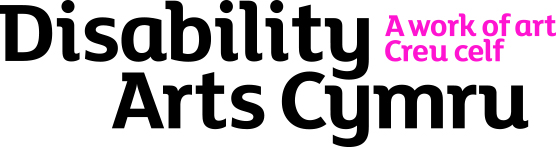 Disability
Arts Cymru
A work of art
Creu celf